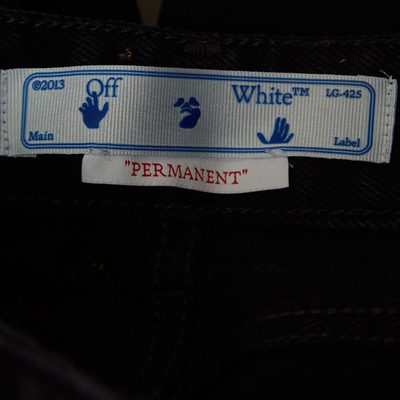 ©2013 Off White™ LG-425
Main Label
"PERMANENT"